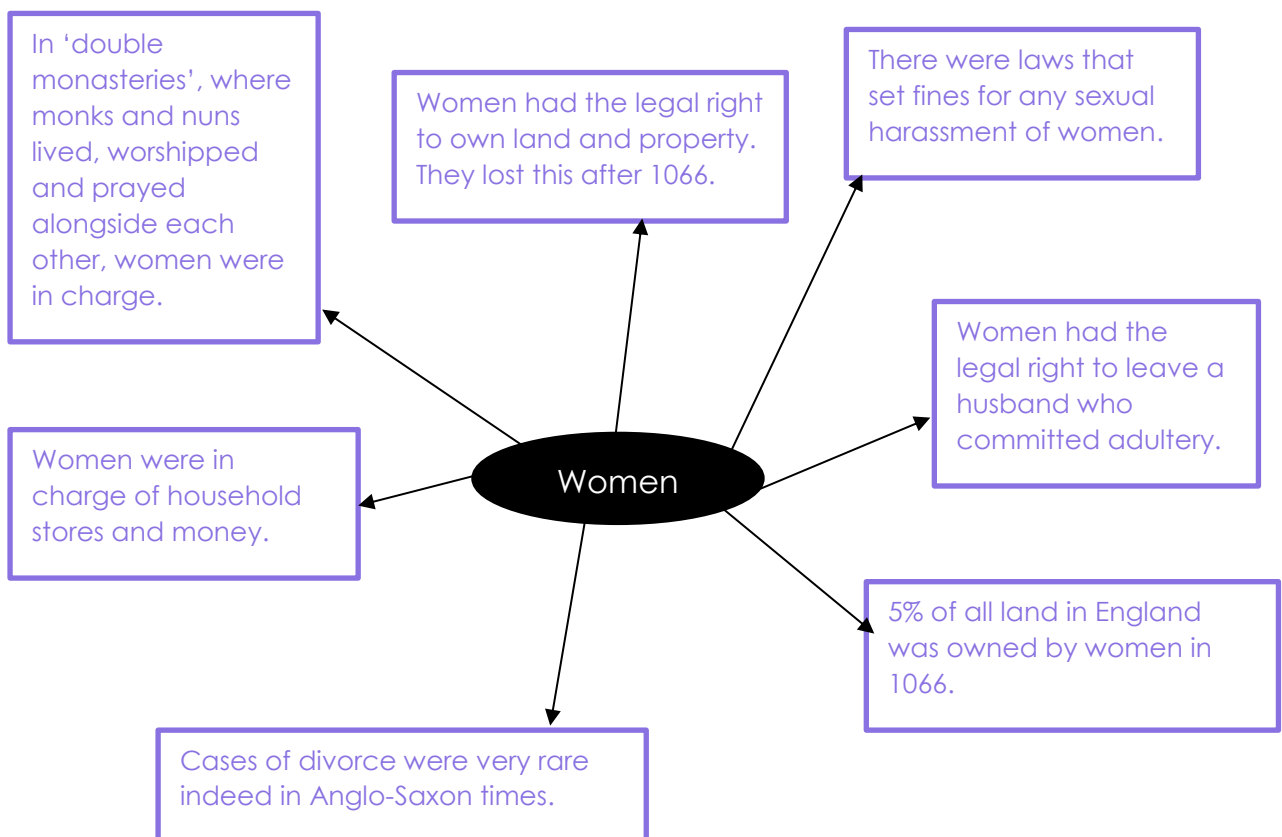 In ‘double
monasteries’, where
monks and nuns
lived, worshipped
and prayed
alongside each
other, women were
in charge.
Women had the legal right
to own land and property.
They lost this after 1066.
There were laws that
set fines for any sexual
harassment of women.
Women had the
legal right to leave a
husband who
committed adultery.
Women were in
charge of household
stores and money.
Women
5% of all land in England
was owned by women in
1066.
Cases of divorce were very rare
indeed in Anglo-Saxon times.